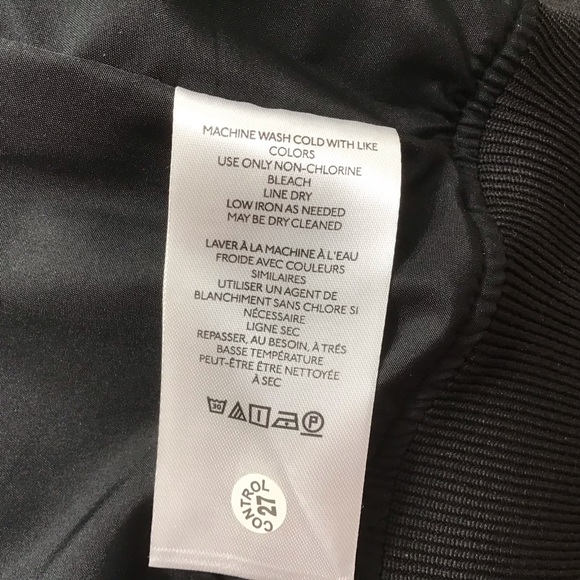 MACHINE WASH COLD WITH LIKE
COLORS
USE ONLY NON-CHLORINE
BLEACH
LINE DRY
LOW IRON AS NEEDED
MAY BE DRY CLEANED
LAVER À LA MACHINE À L'EAU
FROIDE AVEC COULEURS
SIMILAIRES
UTILISER UN AGENT DE
BLANCHIMENT SANS CHLORE SI
NÉCESSAIRE
LIGNE SEC
REPASSER, AU BESOIN, À TRÉS
BASSE TEMPÉRATURE
PEUT-ÊTRE ÊTRE NETTOYÉE
À SEC
30
P
CONTROL
27